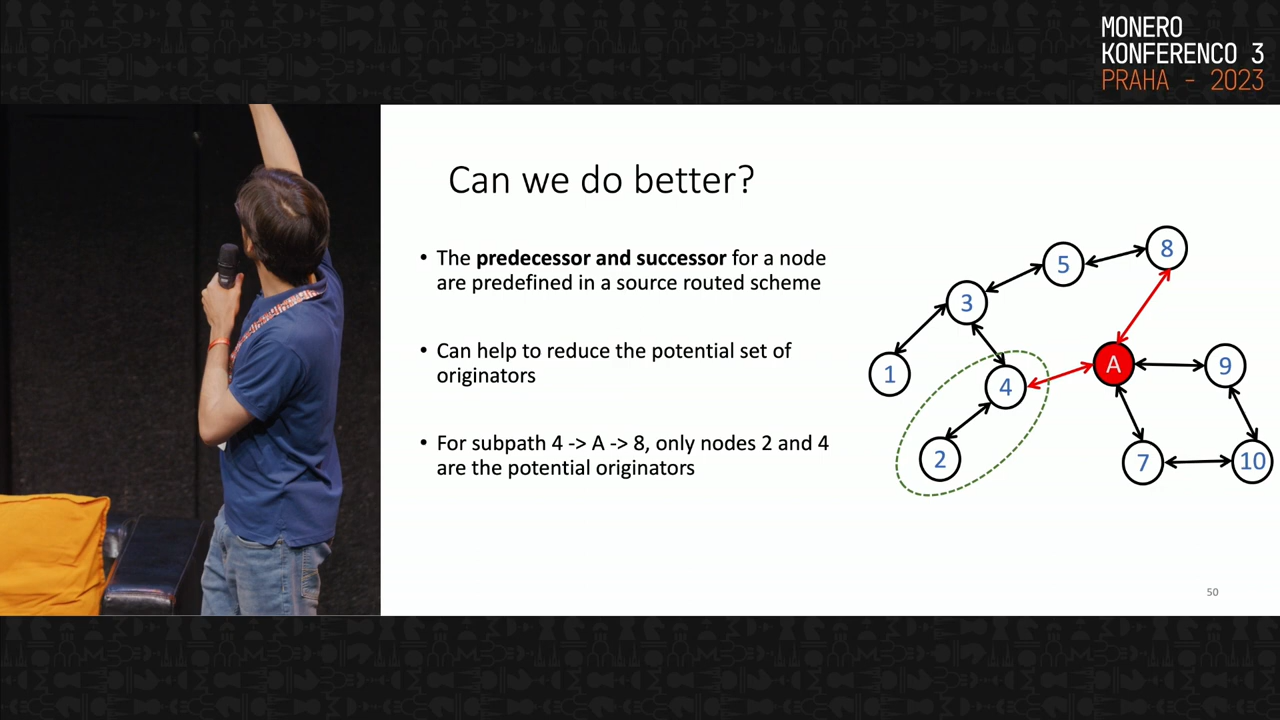 MONERO
KONFERENCO 3
PRAHA - 2023
Can we do better?
• The predecessor and successor for a node
are predefined in a source routed scheme
• Can help to reduce the potential set of
originators
• For subpath 4 -> A -> 8, only nodes 2 and 4
are the potential originators
8
5
3
A
9
1
4
2
7
10
50